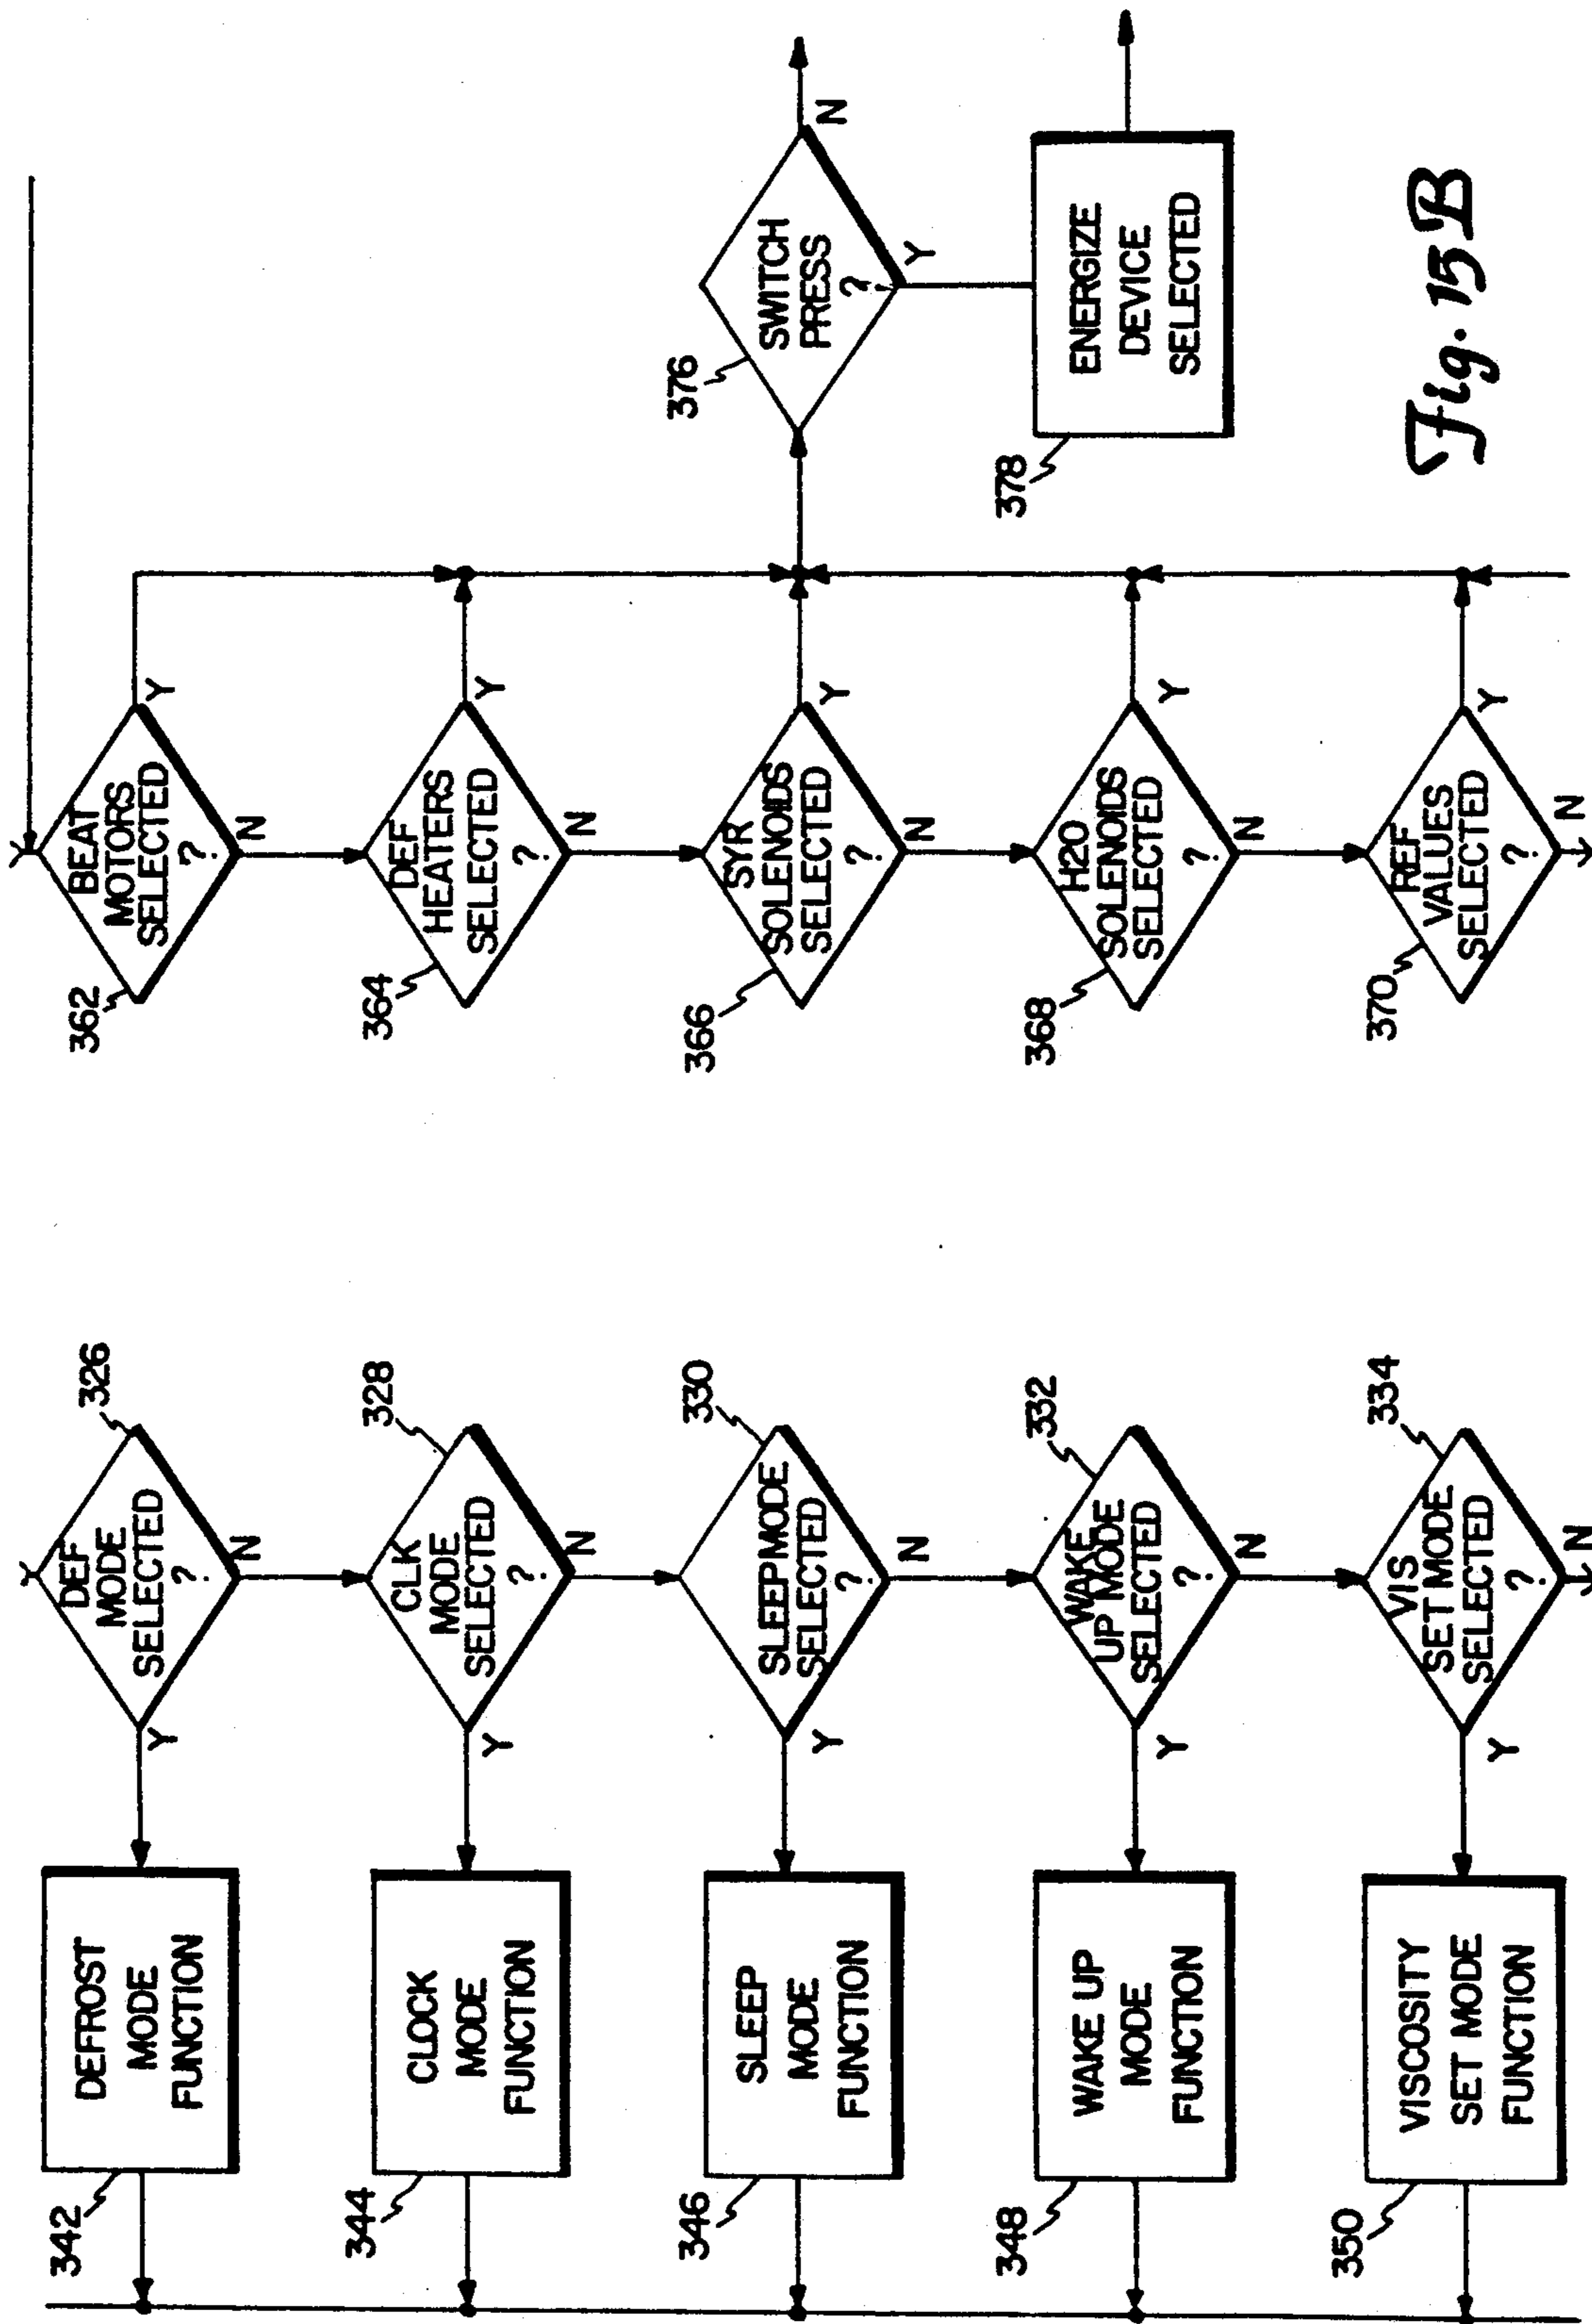 342
DEFROST
MODE
FUNCTION
Y
DEF
MODE
SELECTED
?
326
N
344
CLOCK
MODE
FUNCTION
Y
CLK
MODE
SELECTED
?
328
N
346
SLEEP
MODE
FUNCTION
Y
SLEEP MODE
SELECTED
?
330
N
348
WAKE UP
MODE
FUNCTION
Y
WAKE
UP MODE
SELECTED
?
332
N
350
VISCOSITY
SET MODE
FUNCTION
Y
VIS
SET MODE
SELECTED
?
334
N
362
BEAT
MOTORS
SELECTED
?
Y
N
364
DEF
HEATERS
SELECTED
?
Y
N
366
SYR
SOLENOIDS
SELECTED
?
Y
N
368
H2O
SOLENOIDS
SELECTED
?
Y
N
370
REF
VALUES
SELECTED
?
Y
N
376
SWITCH
PRESS
?
N
Y
378
ENERGIZE
DEVICE
SELECTED
Fig. 15B